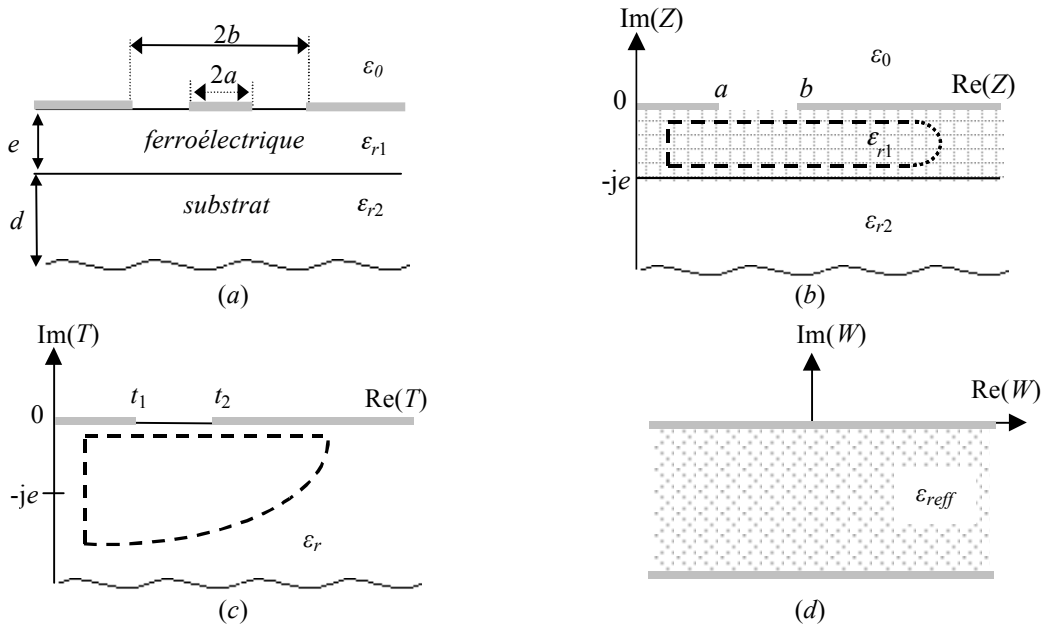 2b
ε0
2a
e
ferroélectrique
εr1
d
substrat
εr2
(a)
Im(Z)
ε0
0
a
b
Re(Z)
εr1
-je
εr2
(b)
Im(T)
t1
t2
0
Re(T)
-je
εr
(c)
Im(W)
Re(W)
εreff
(d)